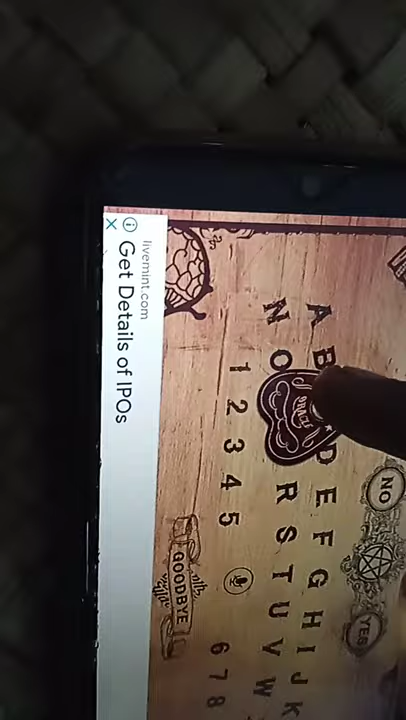 NO YES
A B D E F G H I J K
N O R S T U V W
1 2 3 4 5 6 7 8
GOODBYE
livemint.com
Get Details of IPOs